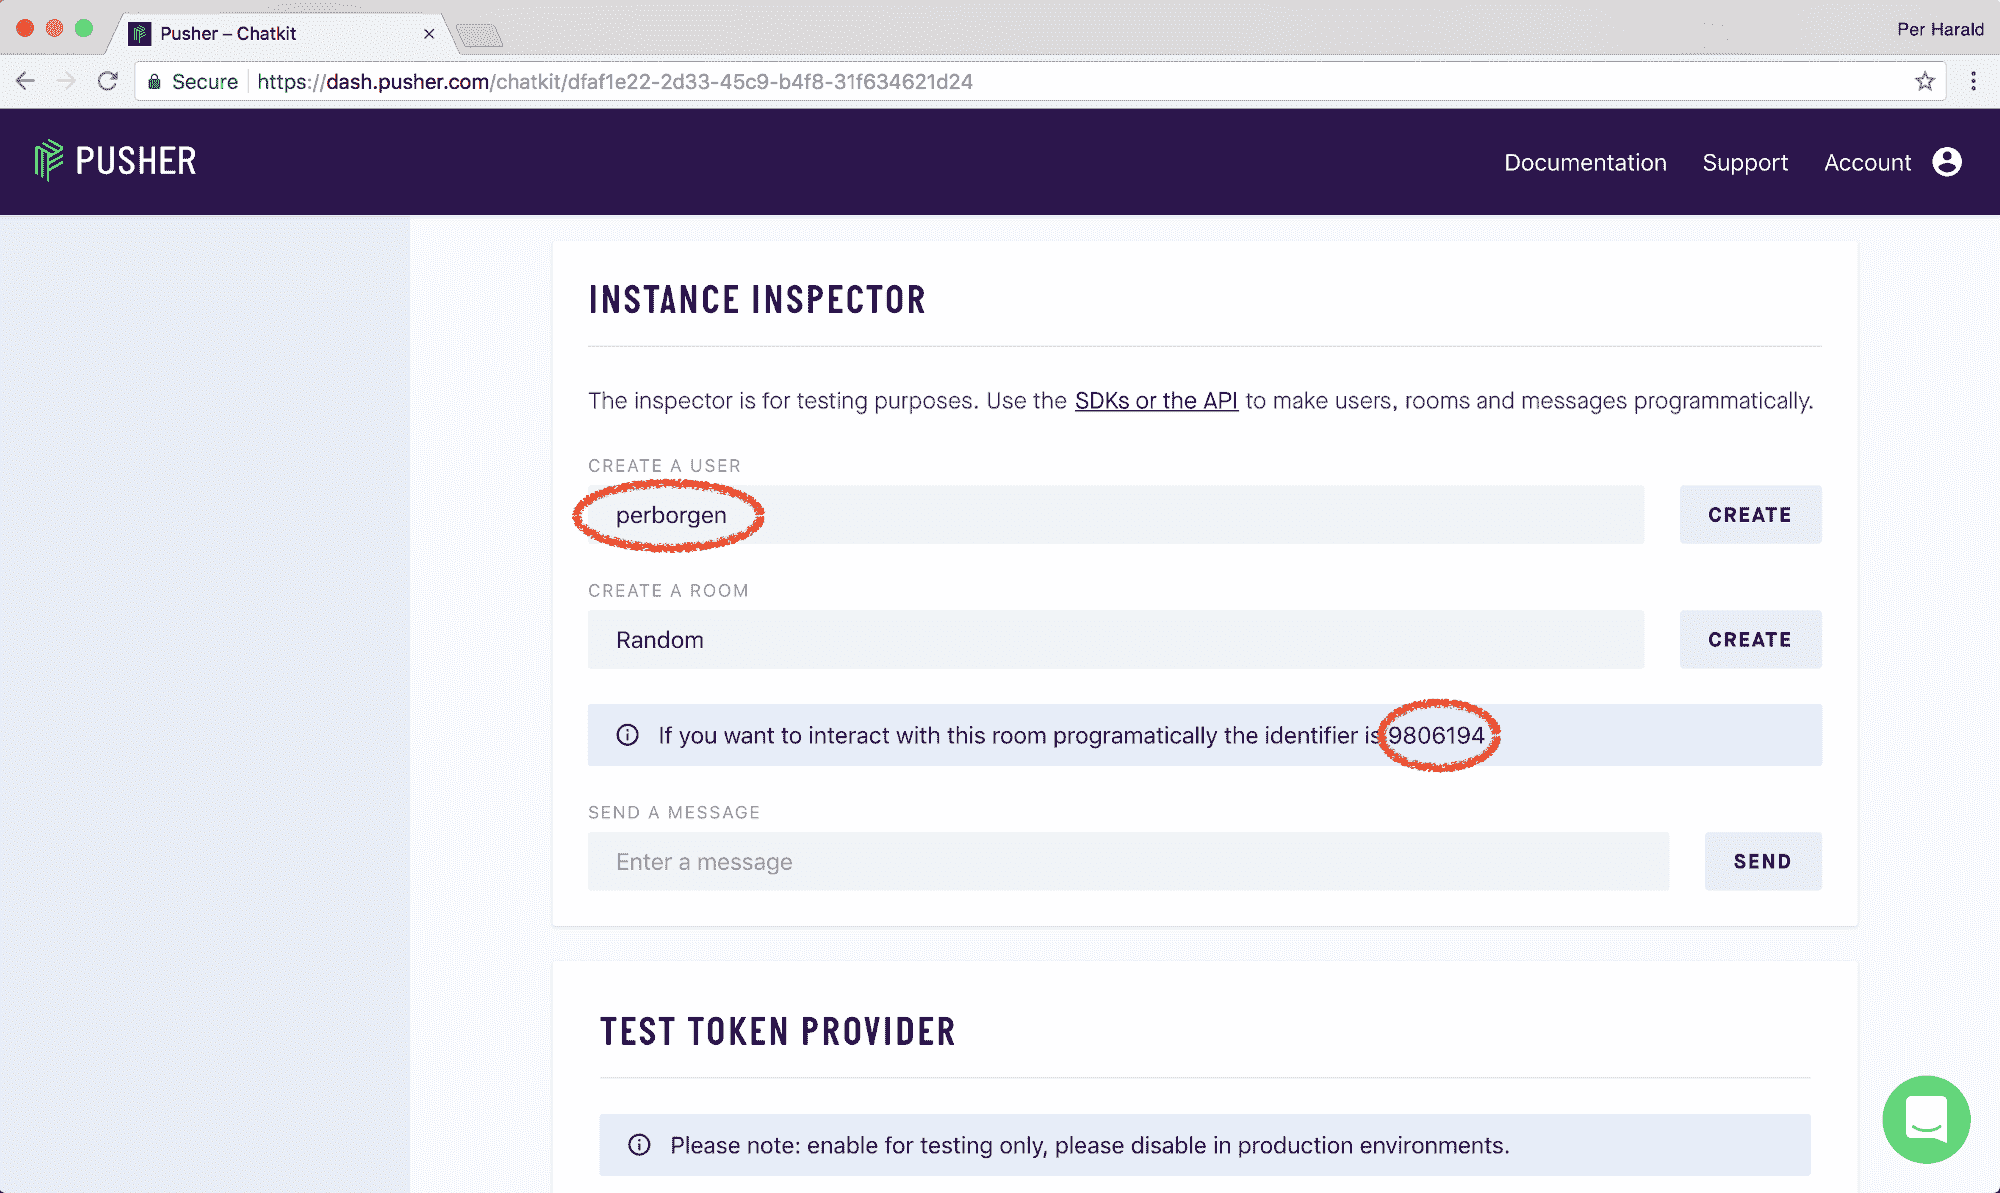 Pusher – Chatkit
Per Harald
Secure https://dash.pusher.com/chatkit/dfaf1e22-2d33-45c9-b4f8-31f634621d24
PUSHER
Documentation Support Account
INSTANCE INSPECTOR
The inspector is for testing purposes. Use the SDKs or the API to make users, rooms and messages programmatically.
CREATE A USER
perborgen CREATE
CREATE A ROOM
Random CREATE
If you want to interact with this room programatically the identifier is 9806194
SEND A MESSAGE
Enter a message SEND
TEST TOKEN PROVIDER
Please note: enable for testing only, please disable in production environments.